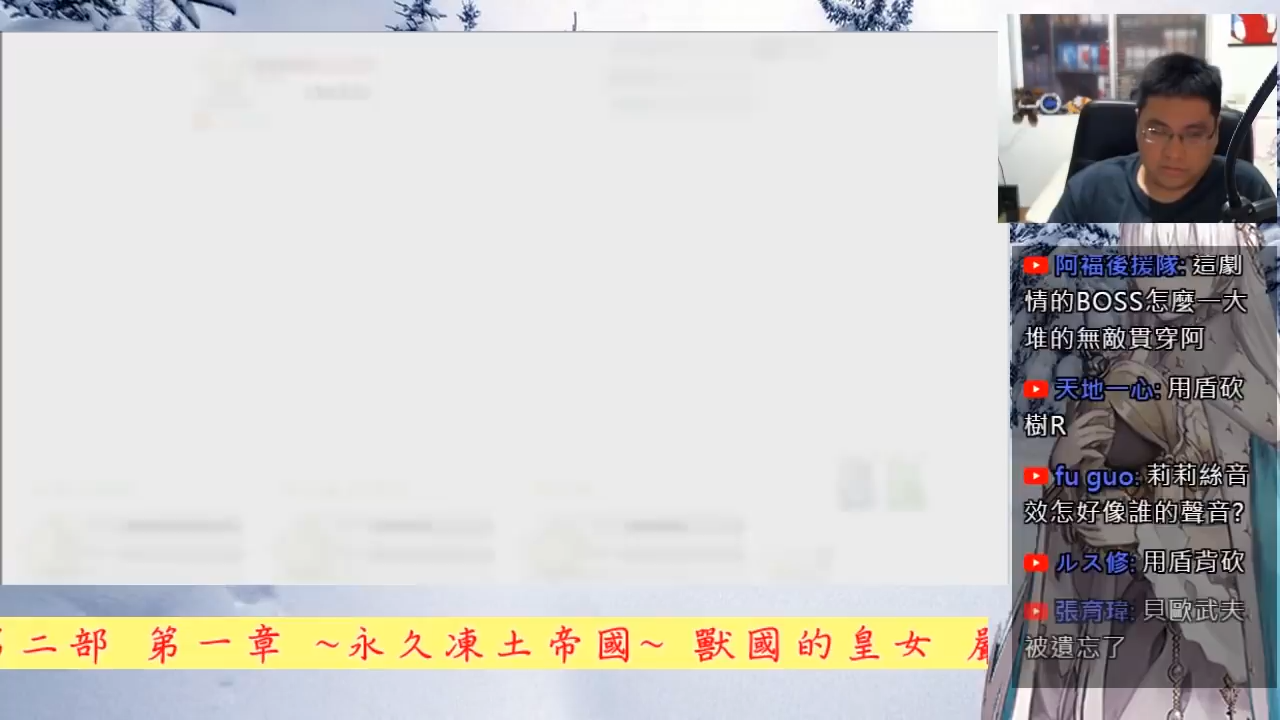 阿福後援隊: 這劇
情的BOSS怎麼一大
堆的無敵貫穿阿
天地一心: 用盾砍
樹R
fu guo: 莉莉絲音
效怎好像誰的聲音?
ルス修: 用盾背砍
張育瑋: 貝歐武夫
被遺忘了
二部 第一章 ~永久凍土帝國~ 獸國的皇女